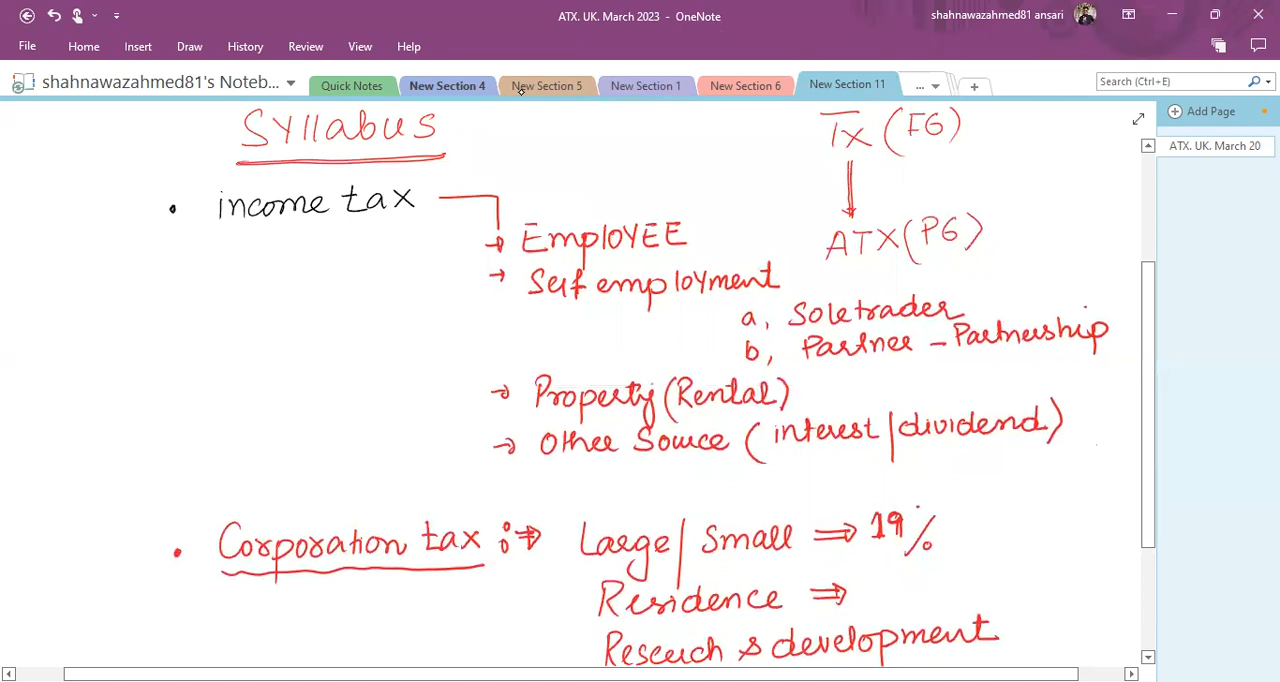 ATX. UK. March 2023 - OneNote
shahnawazahmed81 ansari
File Home Insert Draw History Review View Help
shahnawazahmed81's Noteb...
Quick Notes New Section 4 New Section 5 New Section 1 New Section 6 New Section 11 ... +
Search (Ctrl+E)
Add Page
ATX. UK. March 20
Syllabus
Tx (F6)
• income tax
→ EmployEE
ATX (P6)
→ Self employment
a, Soletrader
b, Partner - Partnership
→ Property (Rental)
→ Other Source (interest | dividend)
• Corporation tax :⇒ Large / Small ⇒ 19%
Residence ⇒
Reseuch & development